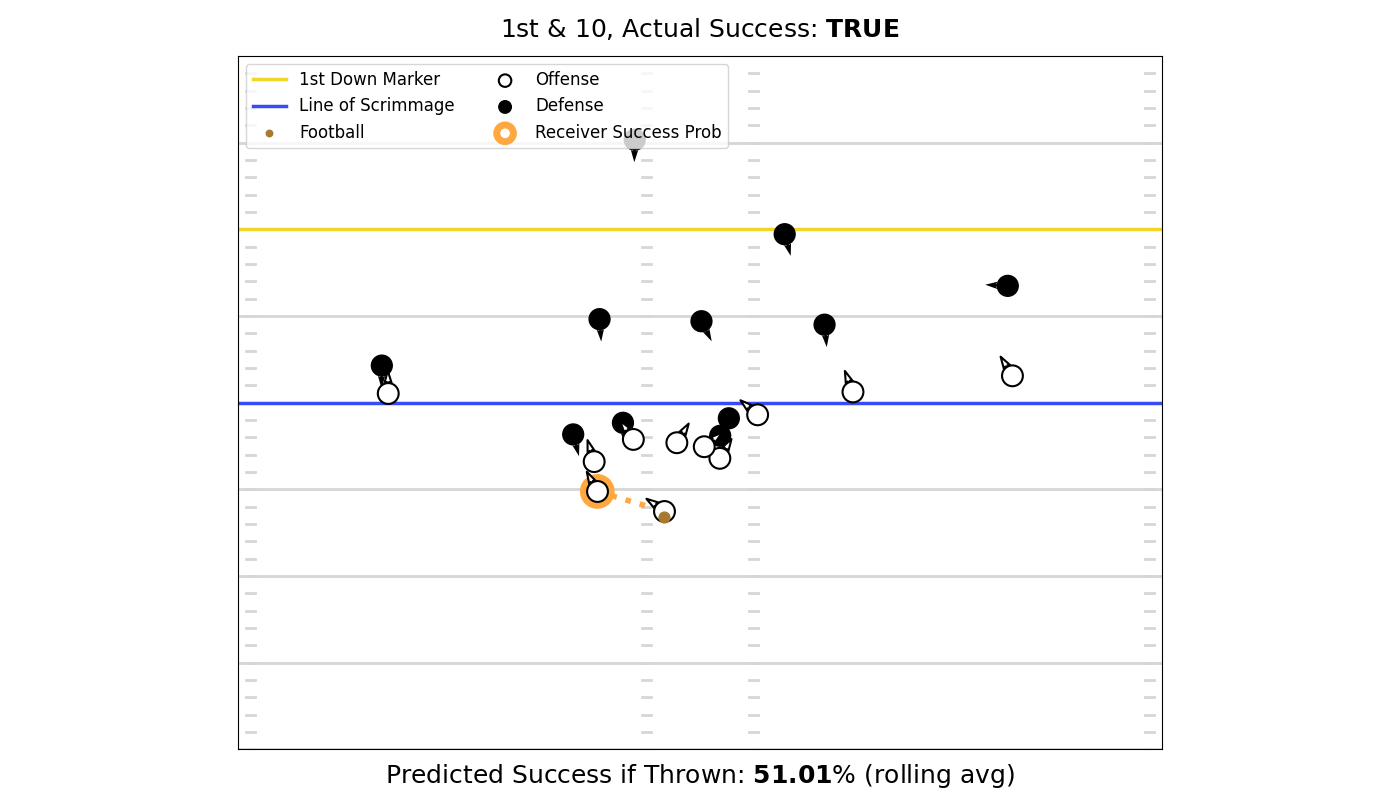 1st & 10, Actual Success: TRUE
1st Down Marker
Line of Scrimmage
Football
Offense
Defense
Receiver Success Prob
Predicted Success if Thrown: 51.01% (rolling avg)